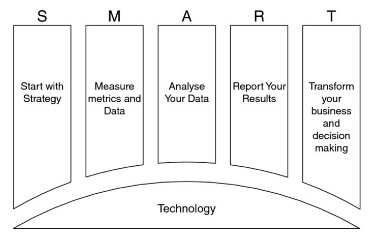 S M A R T
Start with
Strategy
Measure
metrics and
Data
Analyse
Your Data
Report Your
Results
Transform
your
business
and
decision
making
Technology